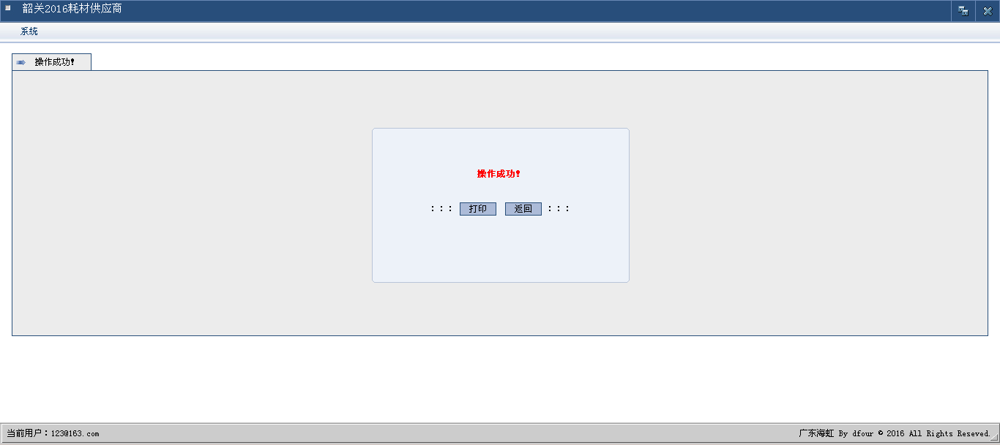 韶关2016耗材供应商
系统
操作成功!
操作成功!
::: 打印 返回 :::
当前用户：123@163.com
广东海虹 By dfour © 2016 All Rights Reseved.